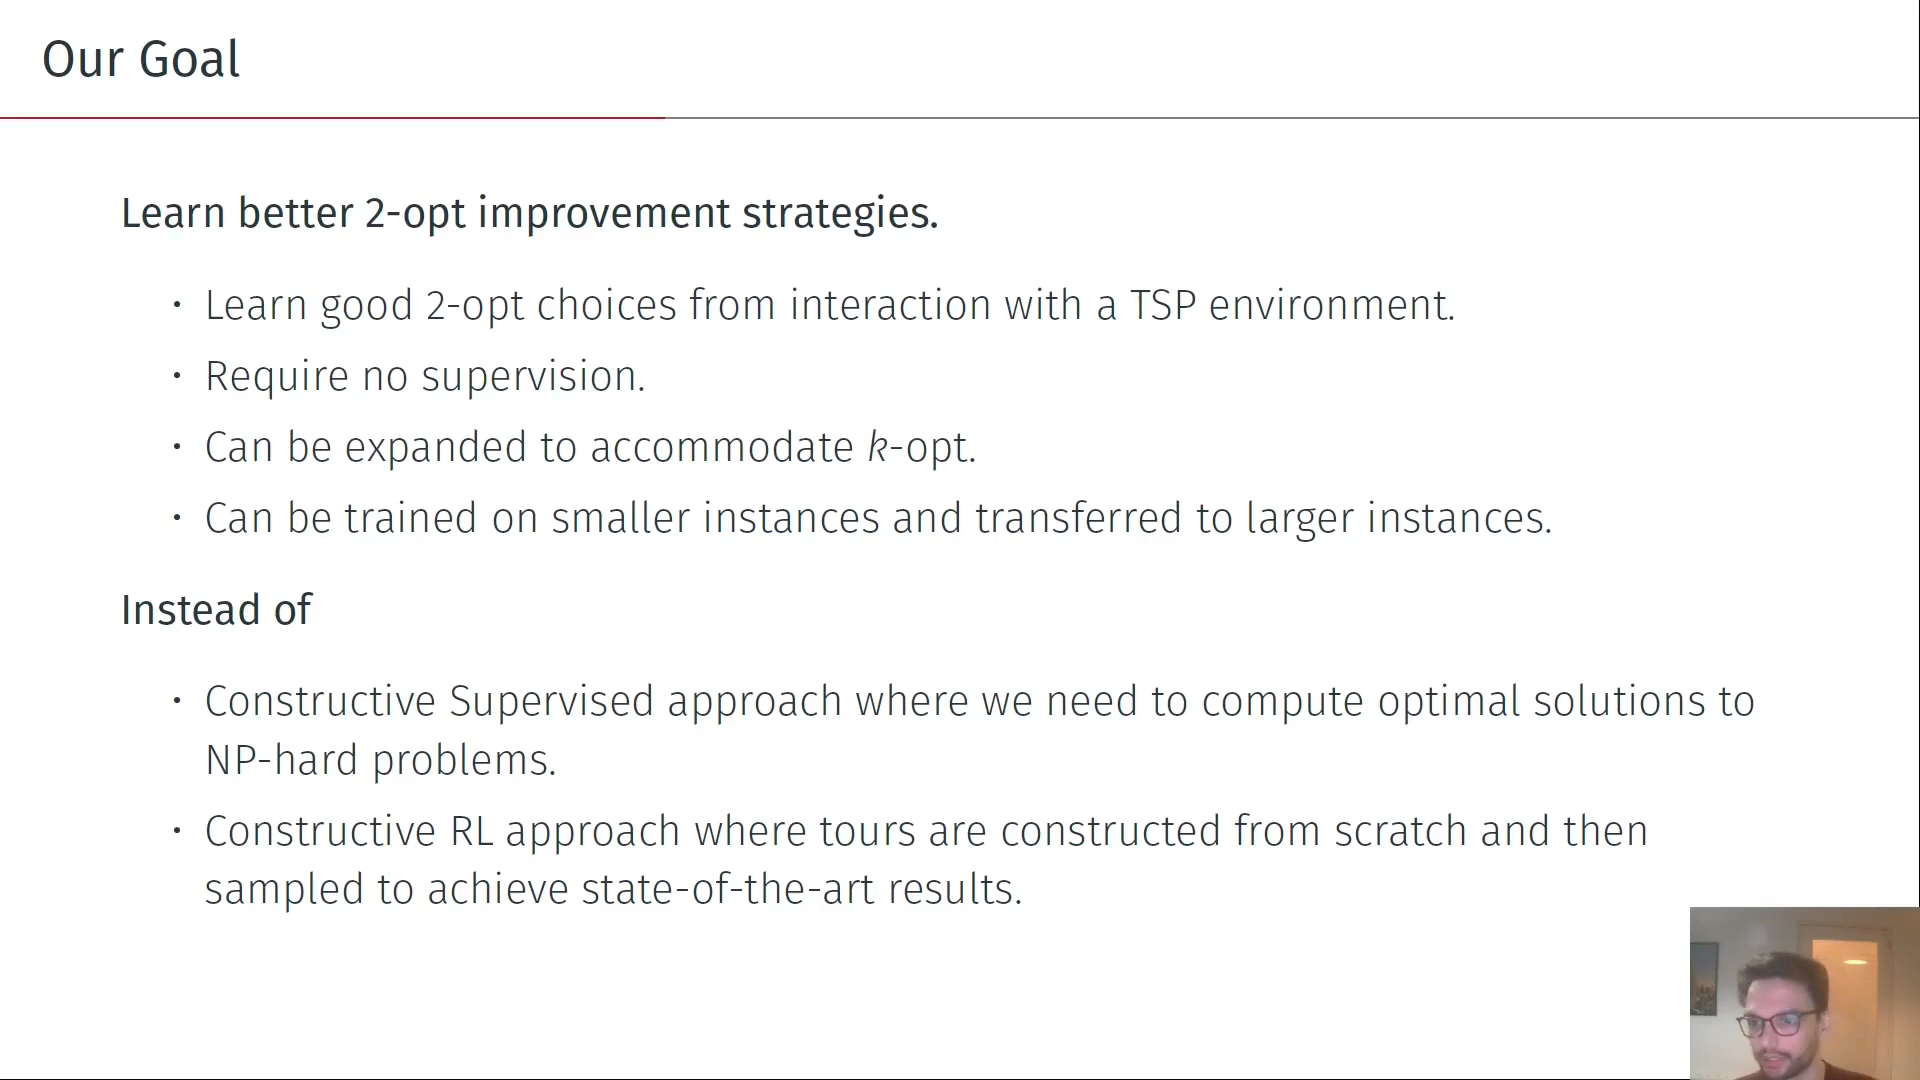 Our Goal
Learn better 2-opt improvement strategies.
• Learn good 2-opt choices from interaction with a TSP environment.
• Require no supervision.
• Can be expanded to accommodate k-opt.
• Can be trained on smaller instances and transferred to larger instances.
Instead of
• Constructive Supervised approach where we need to compute optimal solutions to
NP-hard problems.
• Constructive RL approach where tours are constructed from scratch and then
sampled to achieve state-of-the-art results.